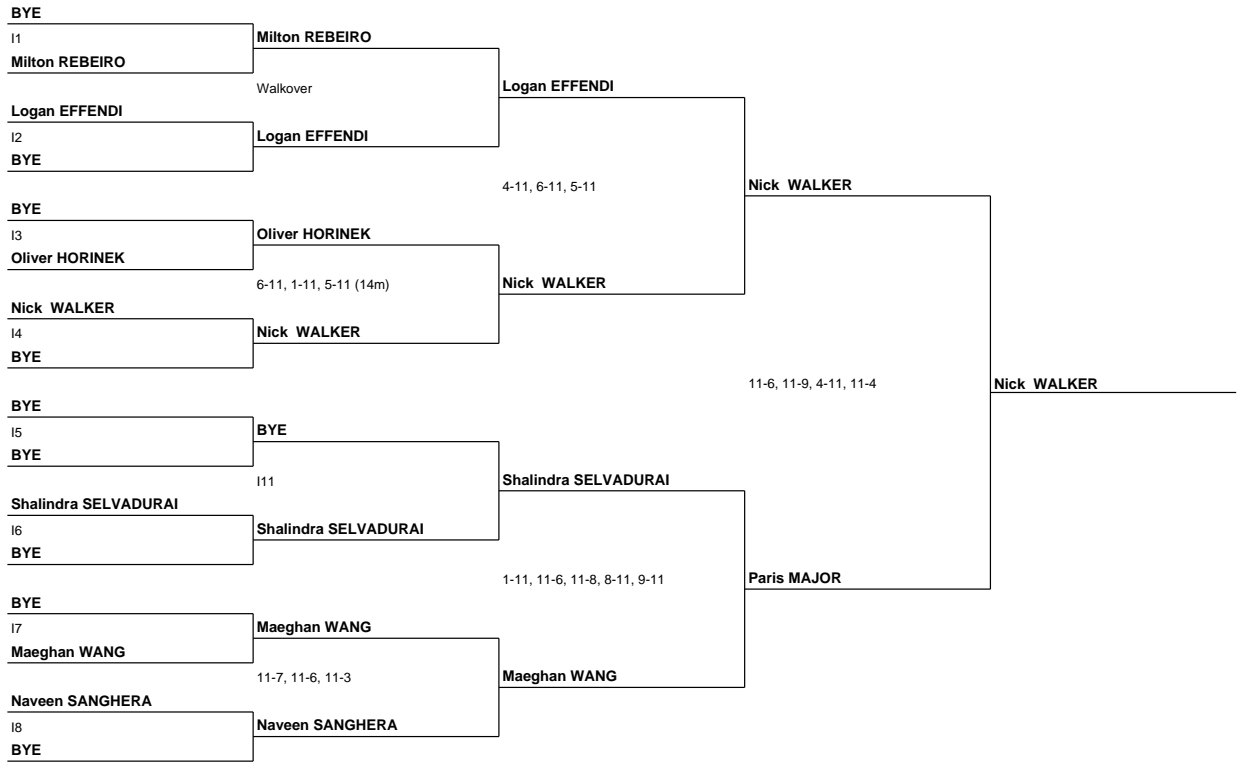 BYE
I1
Milton REBEIRO
Milton REBEIRO
Walkover
Logan EFFENDI
Logan EFFENDI
I2
BYE
Logan EFFENDI
4-11, 6-11, 5-11
Nick  WALKER
BYE
I3
Oliver HORINEK
Oliver HORINEK
6-11, 1-11, 5-11 (14m)
Nick  WALKER
Nick  WALKER
I4
BYE
Nick  WALKER
11-6, 11-9, 4-11, 11-4
Nick  WALKER
BYE
I5
BYE
BYE
I11
Shalindra SELVADURAI
Shalindra SELVADURAI
I6
BYE
Shalindra SELVADURAI
1-11, 11-6, 11-8, 8-11, 9-11
Paris MAJOR
BYE
I7
Maeghan WANG
Maeghan WANG
11-7, 11-6, 11-3
Maeghan WANG
Naveen SANGHERA
I8
BYE
Naveen SANGHERA